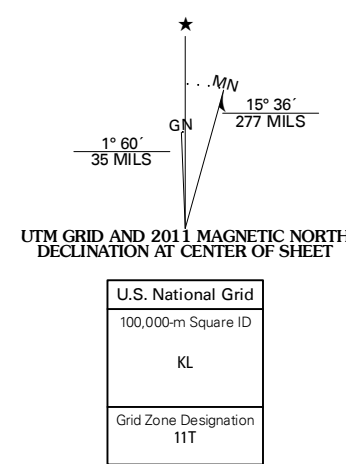 ★
MN
GN
15° 36´
277 MILS
1° 60´
35 MILS
UTM GRID AND 2011 MAGNETIC NORTH
DECLINATION AT CENTER OF SHEET
U.S. National Grid
100,000-m Square ID
KL
Grid Zone Designation
11T